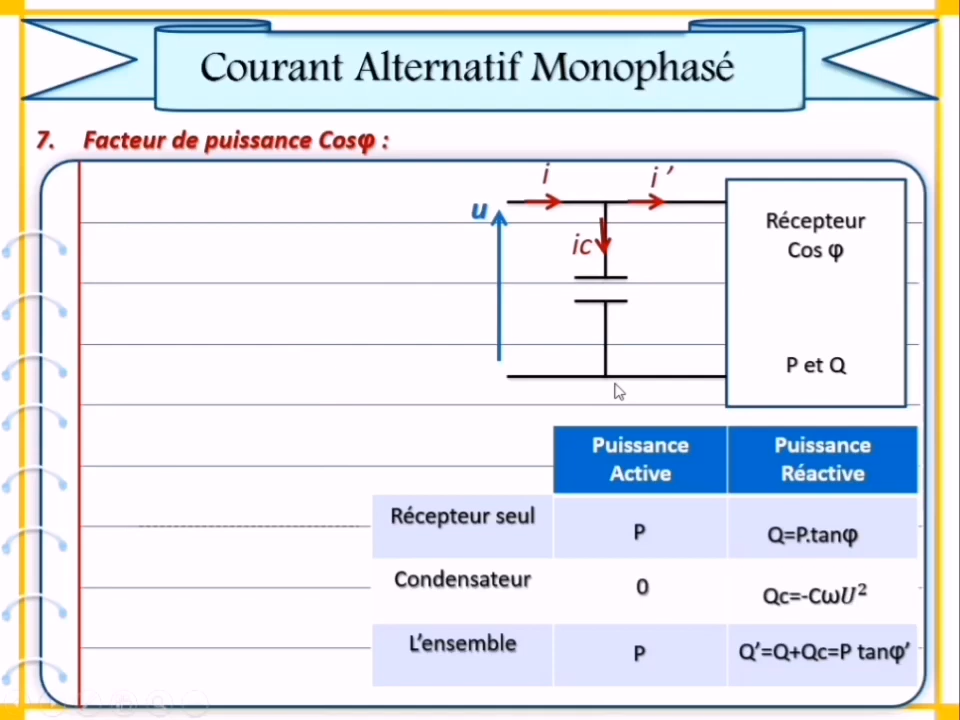 Courant Alternatif Monophasé
7. Facteur de puissance Cosφ :
i
i ’
u
ic
Récepteur
Cos φ
P et Q
Puissance Active
Puissance Réactive
Récepteur seul
P
Q=P.tanφ
Condensateur
0
Qc=-CωU²
L’ensemble
P
Q’=Q+Qc=P tanφ’